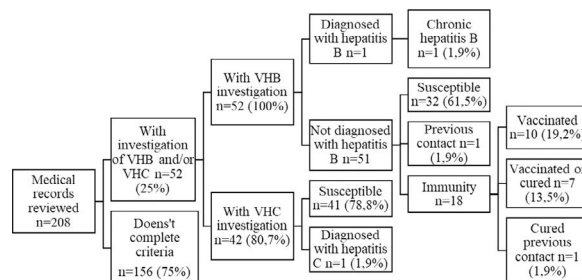 Medical
records
reviewed
n=208
With
investigation
of VHB and/or
VHC n=52
(25%)
Doens't
complete
criteria
n=156 (75%)
With VHB
investigation
n=52 (100%)
With VHC
investigation
n=42 (80,7%)
Diagnosed
with hepatitis
B n=1
Not diagnosed
with hepatitis
B n=51
Susceptible
n=41 (78,8%)
Diagnosed
with hepatitis
C n=1 (1,9%)
Chronic
hepatitis B
n=1 (1,9%)
Susceptible
n=32 (61,5%)
Previous
contact n=1
(1,9%)
Immunity
n=18
Vaccinated
n=10 (19,2%)
Vaccinated or
cured n=7
(13,5%)
Cured
previous
contact n=1
(1,9%)